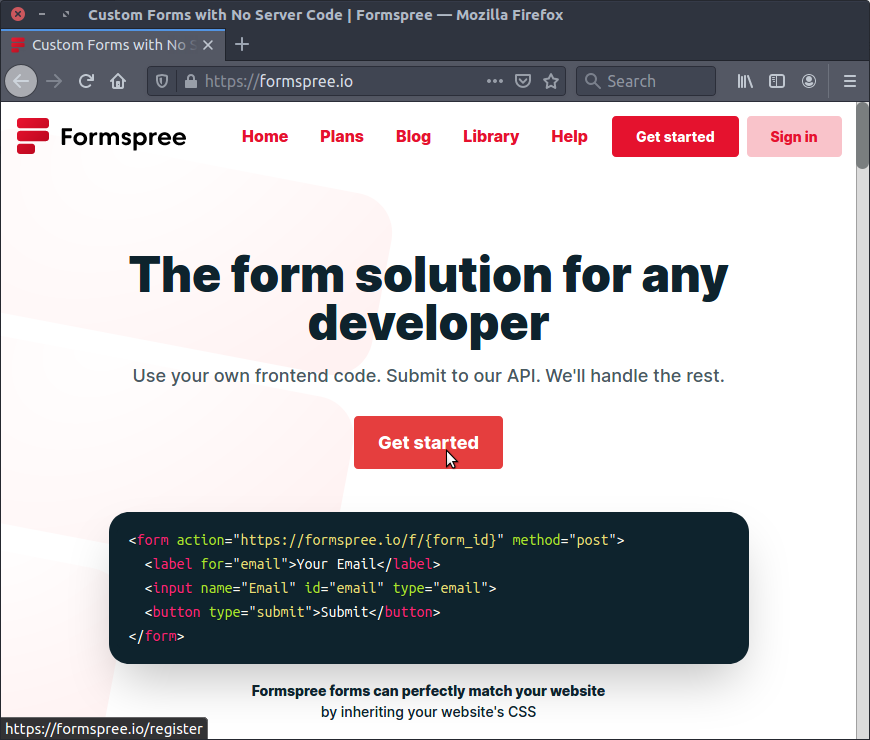 Custom Forms with No Server Code | Formspree — Mozilla Firefox
Custom Forms with No S
https://formspree.io
Search
Formspree
Home Plans Blog Library Help Get started Sign in
The form solution for any
developer
Use your own frontend code. Submit to our API. We'll handle the rest.
Get started
<form action="https://formspree.io/f/{form_id}" method="post">
<label for="email">Your Email</label>
<input name="Email" id="email" type="email">
<button type="submit">Submit</button>
</form>
Formspree forms can perfectly match your website
by inheriting your website's CSS
https://formspree.io/register